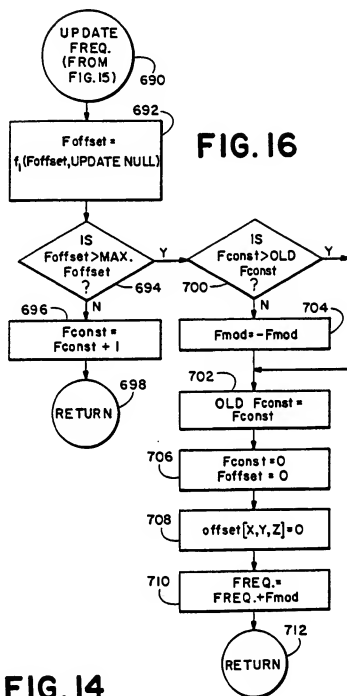 UPDATE
FREQ.
(FROM
FIG.15)
690
692
Foffset =
f1(Foffset,UPDATE NULL)
FIG. 16
IS
Foffset>MAX.
Foffset
?
694
Y
N
IS
Fconst>OLD
Fconst
?
700
Y
N
696
Fconst =
Fconst + 1
698
RETURN
704
Fmod=-Fmod
702
OLD Fconst=
Fconst
706
Fconst=0
Foffset = 0
708
offset[X,Y,Z]=0
710
FREQ.=
FREQ.+Fmod
712
RETURN
FIG. 14